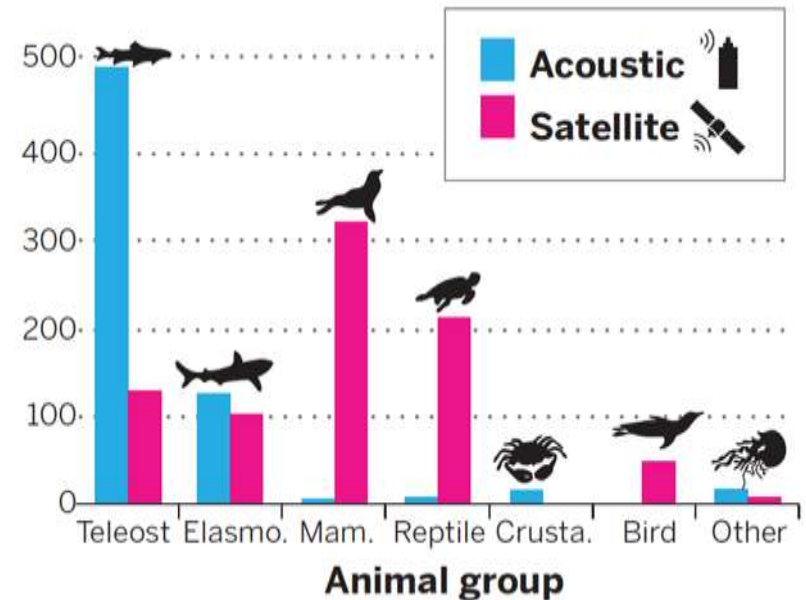 500
400
300
200
100
0
Acoustic
Satellite
Teleost Elasmo. Mam. Reptile Crusta. Bird Other
Animal group